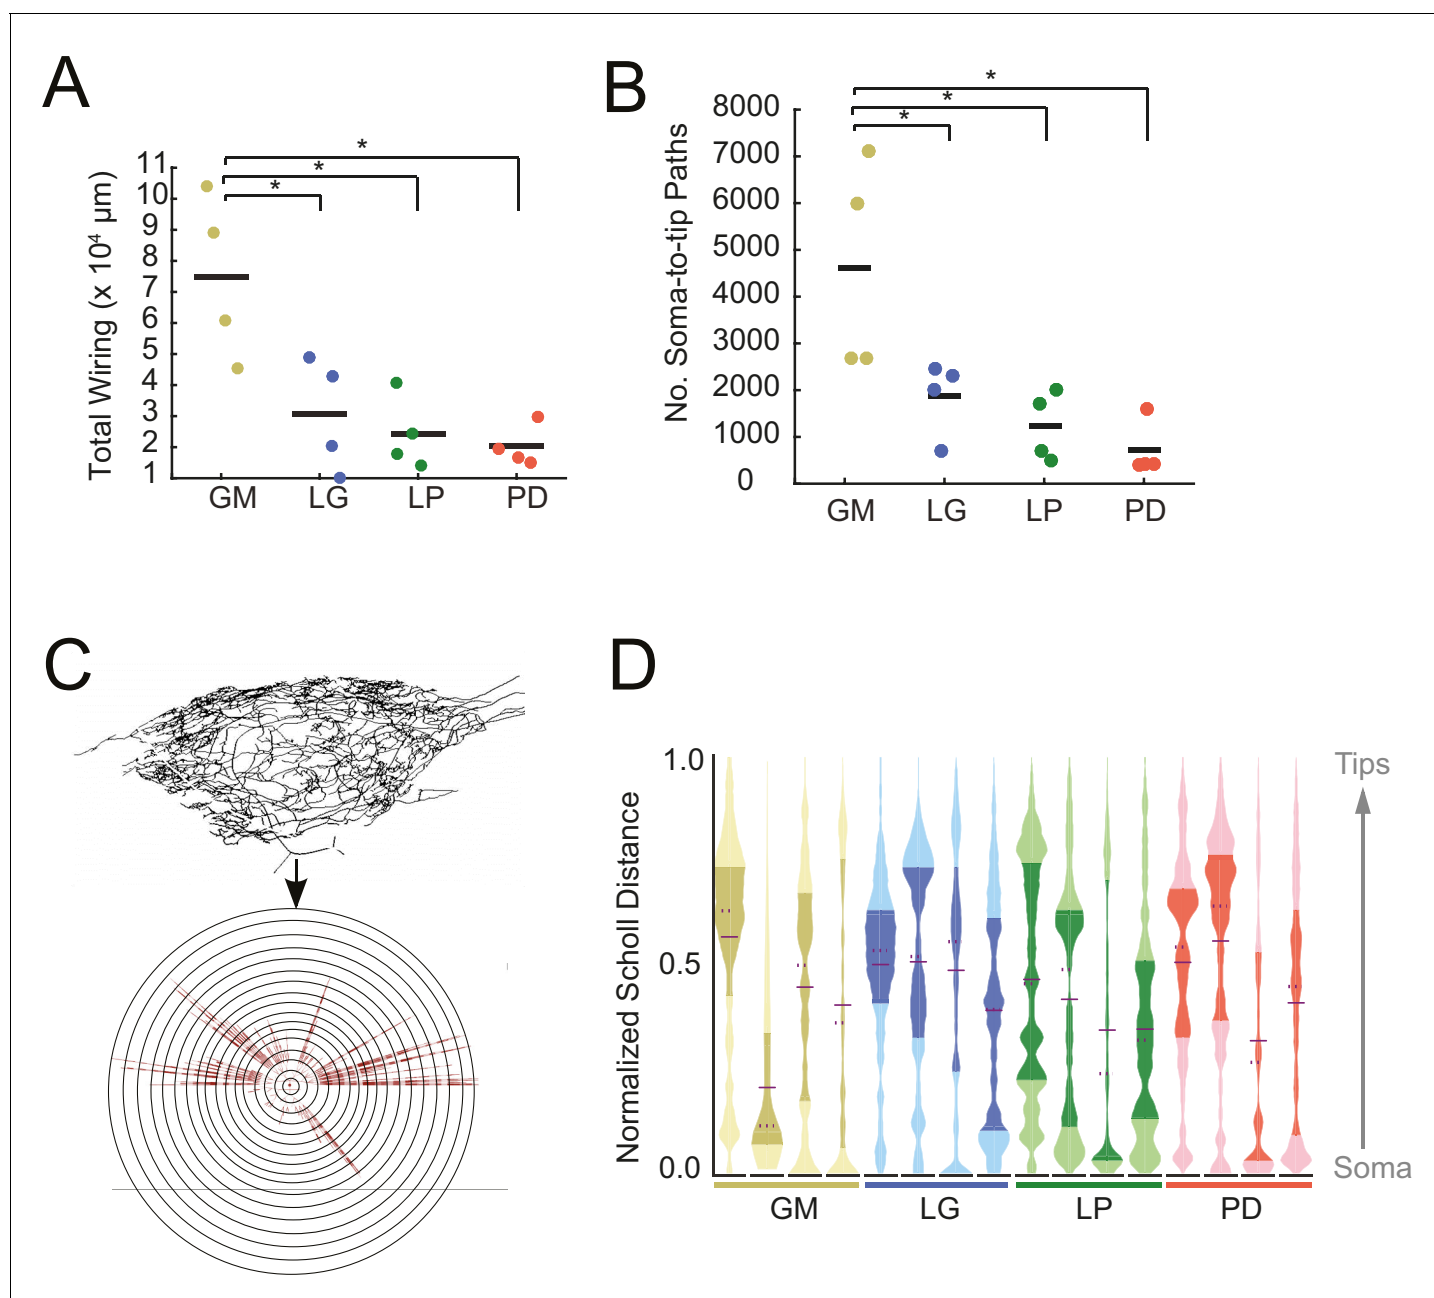 A
Total Wiring (x 10⁴ µm)
11
10
9
8
7
6
5
4
3
2
1
*
*
*
GM LG LP PD
B
No. Soma-to-tip Paths
8000
7000
6000
5000
4000
3000
2000
1000
0
*
*
*
GM LG LP PD
C
D
Normalized Scholl Distance
1.0
0.5
0.0
GM LG LP PD
Tips
Soma